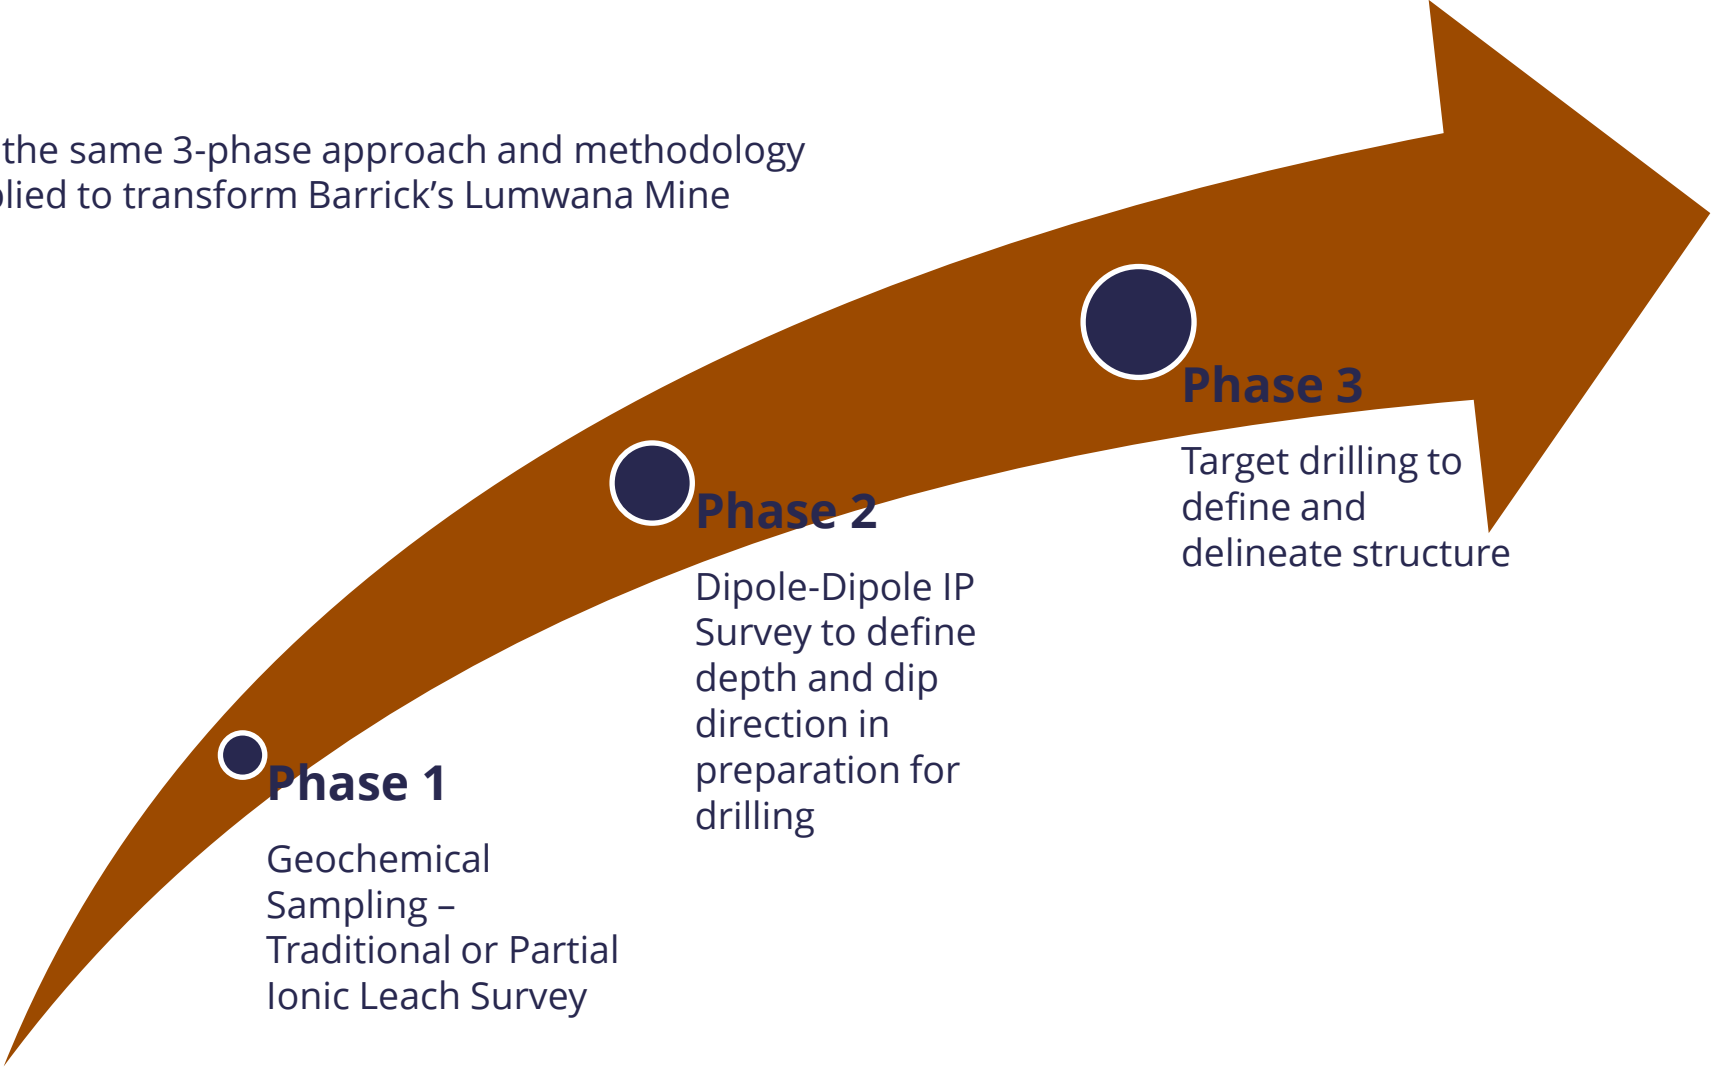 the same 3-phase approach and methodology
to transform Barrick’s Lumwana Mine
Phase 3
Target drilling to
define and
delineate structure
Phase 2
Dipole-Dipole IP
Survey to define
depth and dip
direction in
preparation for
drilling
Phase 1
Geochemical
Sampling –
Traditional or Partial
Ionic Leach Survey